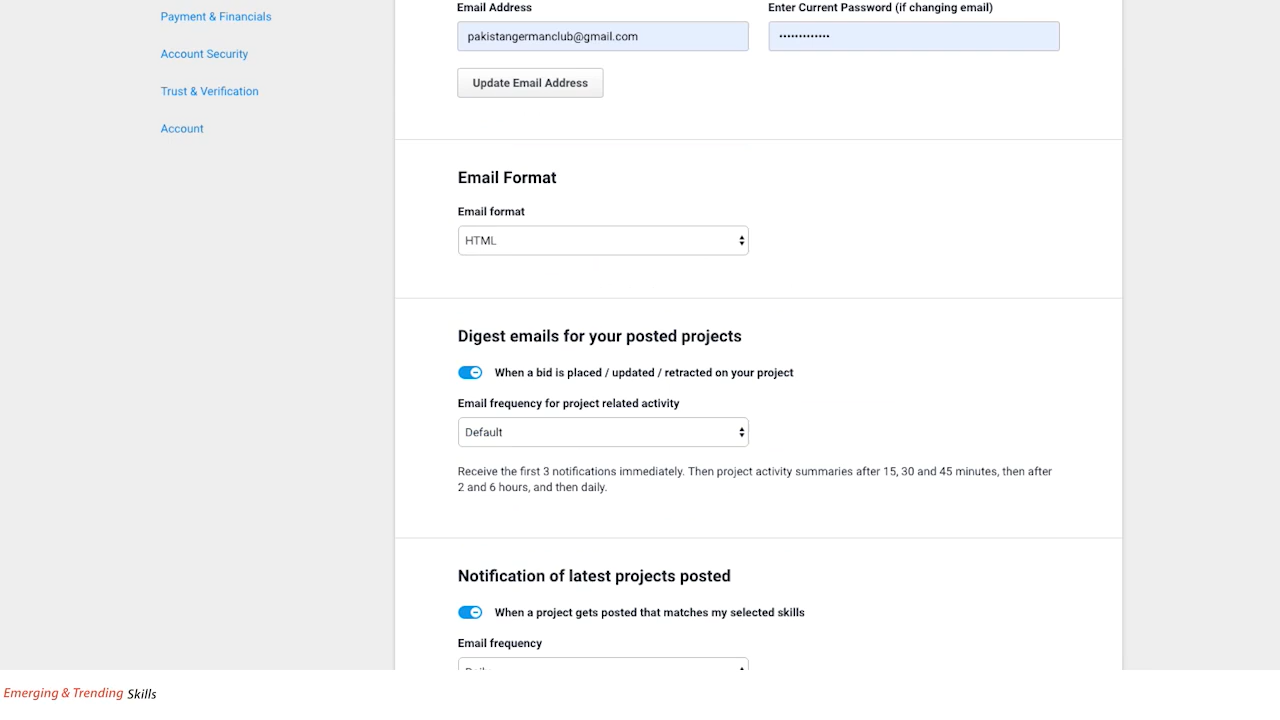 Payment & Financials
Account Security
Trust & Verification
Account
Email Address
Enter Current Password (if changing email)
pakistangermanclub@gmail.com
•••••••••••••
Update Email Address
Email Format
Email format
HTML
Digest emails for your posted projects
When a bid is placed / updated / retracted on your project
Email frequency for project related activity
Default
Receive the first 3 notifications immediately. Then project activity summaries after 15, 30 and 45 minutes, then after
2 and 6 hours, and then daily.
Notification of latest projects posted
When a project gets posted that matches my selected skills
Email frequency
Emerging & Trending Skills